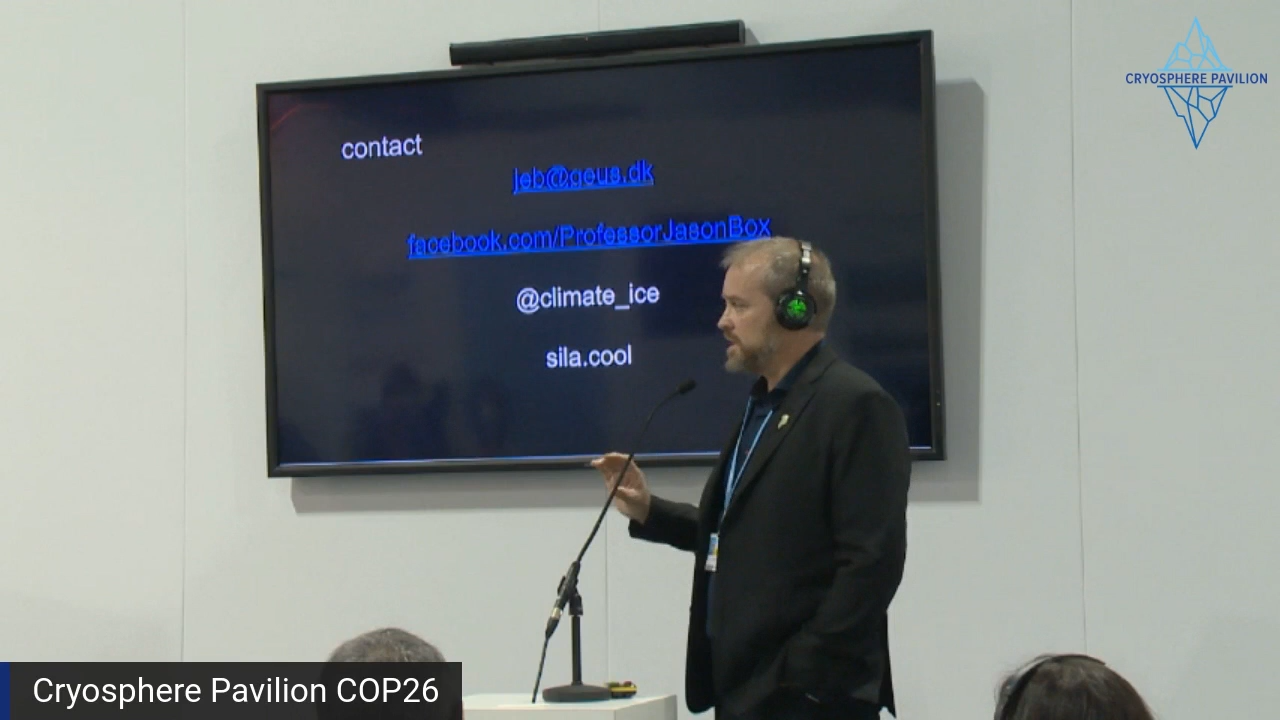 CRYOSPHERE PAVILION
contact
jeb@geus.dk
facebook.com/ProfessorJasonBox
@climate_ice
sila.cool
Cryosphere Pavilion COP26